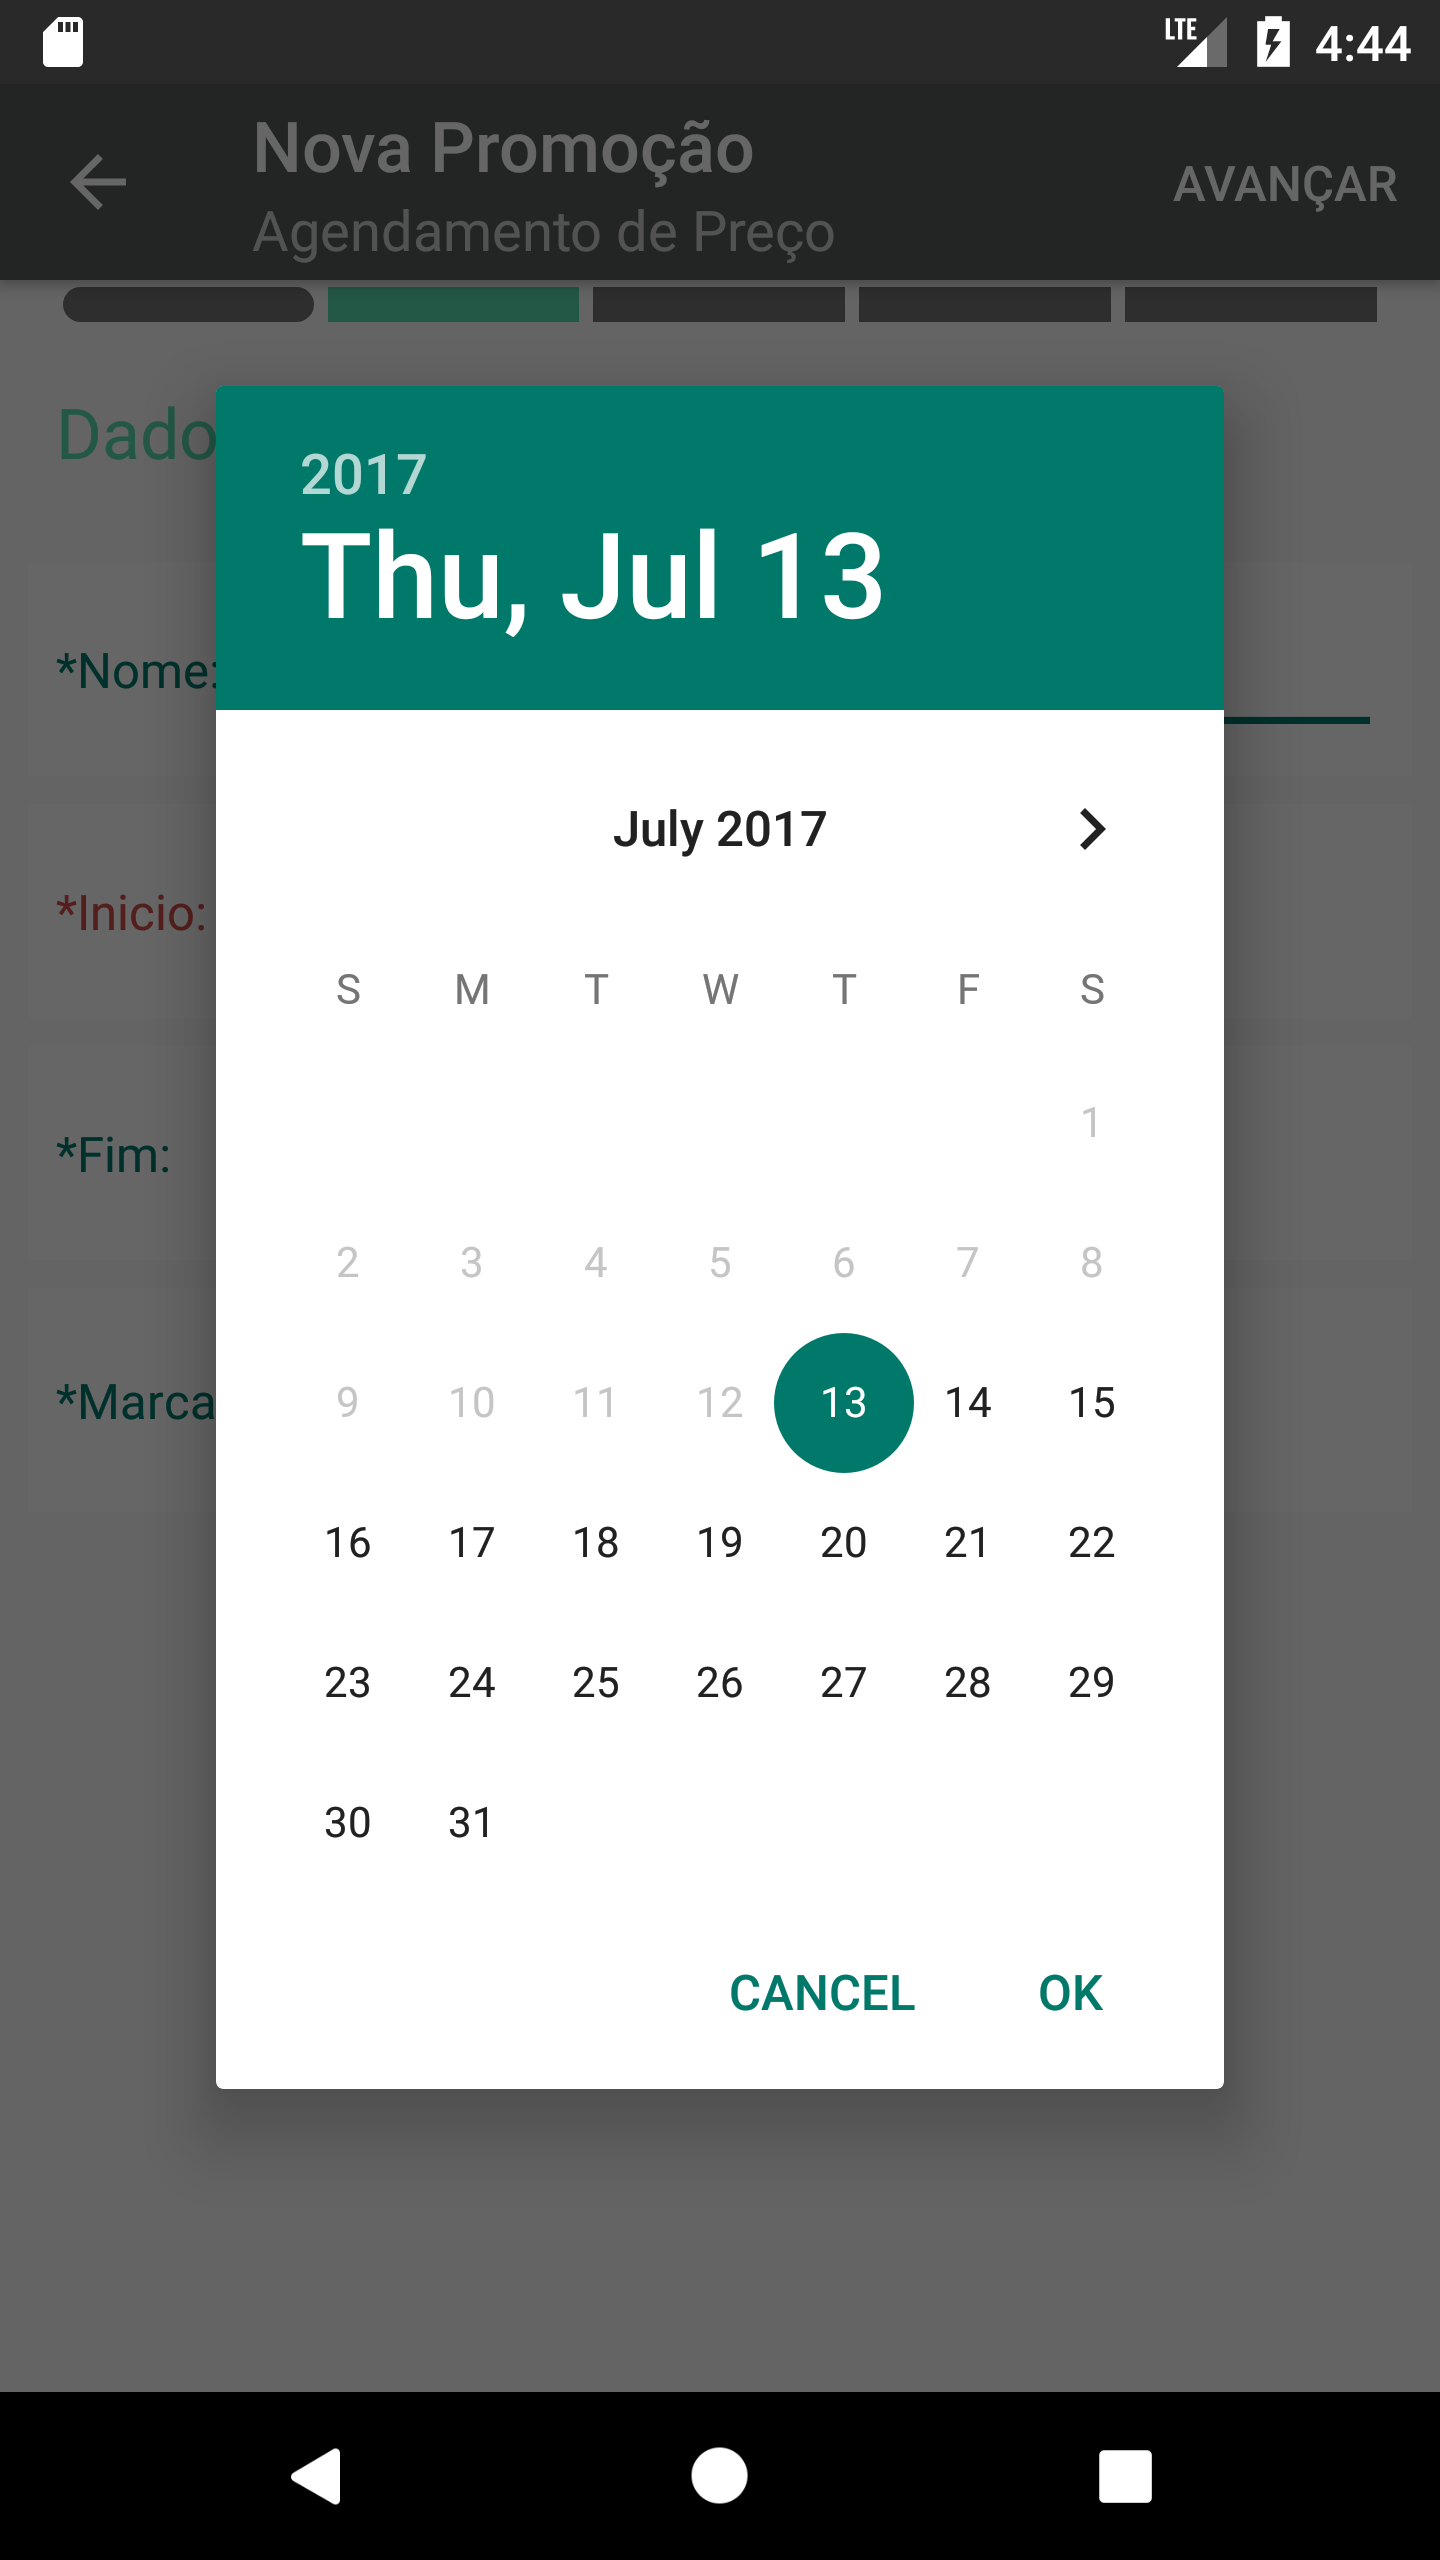 LTE 4:44
Nova Promoção
AVANÇAR
Agendamento de Preço
Dado
2017
Thu, Jul 13
*Nome:
July 2017
*Inicio:
S M T W T F S
1
*Fim:
2 3 4 5 6 7 8
*Marca
9 10 11 12 13 14 15
16 17 18 19 20 21 22
23 24 25 26 27 28 29
30 31
CANCEL OK